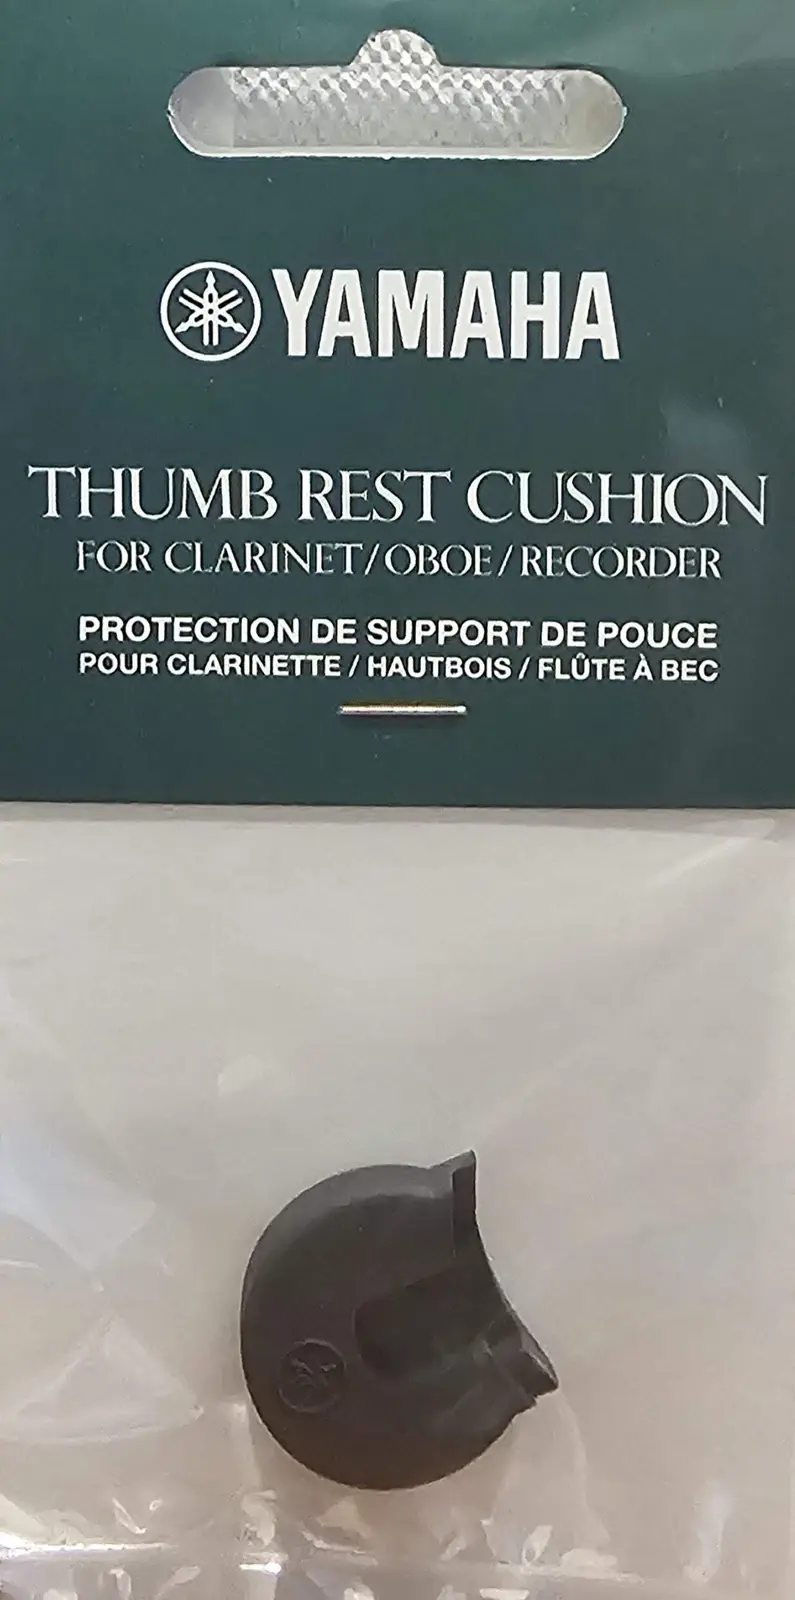 YAMAHA
THUMB REST CUSHION
FOR CLARINET/OBOE/RECORDER
PROTECTION DE SUPPORT DE POUCE
POUR CLARINETTE / HAUTBOIS / FLÛTE À BEC